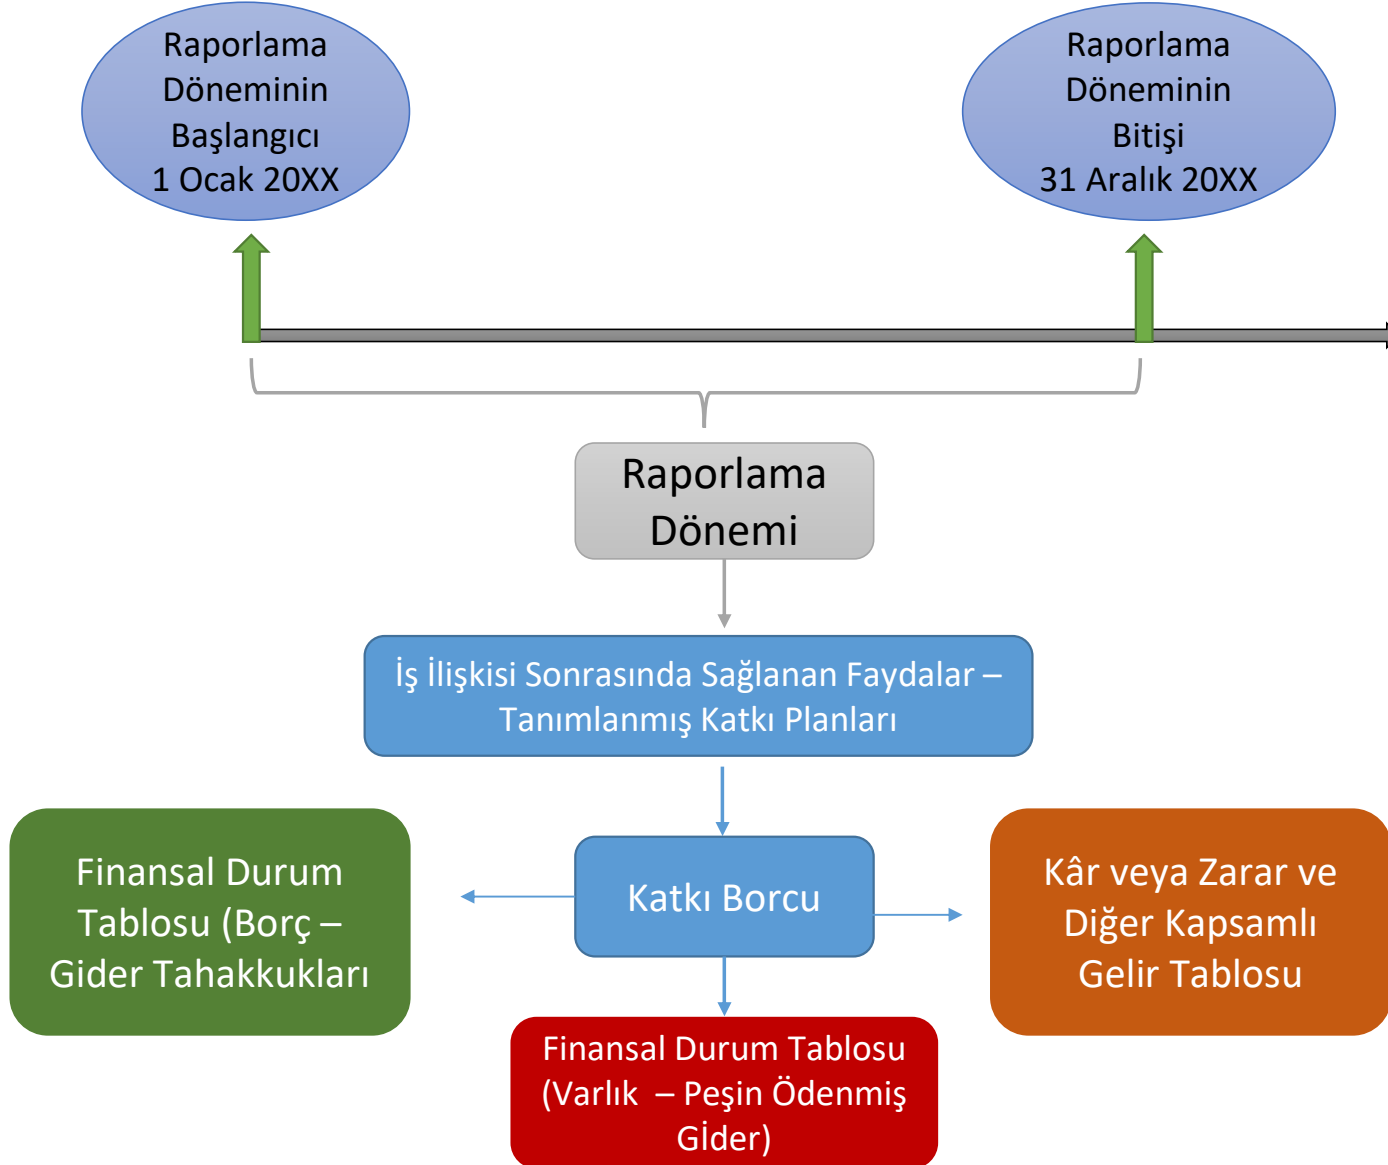 Raporlama
Döneminin
Başlangıcı
1 Ocak 20XX
Raporlama
Döneminin
Bitişi
31 Aralık 20XX
Raporlama
Dönemi
İş İlişkisi Sonrasında Sağlanan Faydalar –
Tanımlanmış Katkı Planları
Finansal Durum
Tablosu (Borç –
Gider Tahakkukları
Katkı Borcu
Kâr veya Zarar ve
Diğer Kapsamlı
Gelir Tablosu
Finansal Durum Tablosu
(Varlık – Peşin Ödenmiş
Gİder)